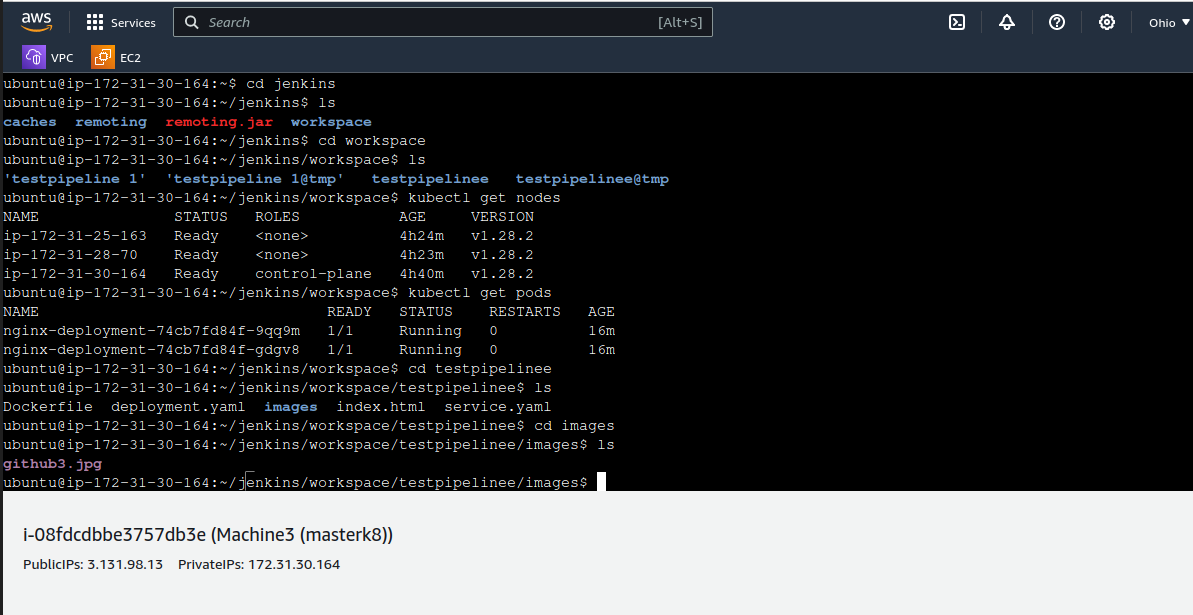 aws Services Search [Alt+S] Ohio
VPC EC2
ubuntu@ip-172-31-30-164:~$ cd jenkins
ubuntu@ip-172-31-30-164:~/jenkins$ ls
caches  remoting  remoting.jar  workspace
ubuntu@ip-172-31-30-164:~/jenkins$ cd workspace
ubuntu@ip-172-31-30-164:~/jenkins/workspace$ ls
'testpipeline 1'  'testpipeline 1@tmp'   testpipelinee   testpipelinee@tmp
ubuntu@ip-172-31-30-164:~/jenkins/workspace$ kubectl get nodes
NAME               STATUS   ROLES           AGE     VERSION
ip-172-31-25-163   Ready    <none>          4h24m   v1.28.2
ip-172-31-28-70    Ready    <none>          4h23m   v1.28.2
ip-172-31-30-164   Ready    control-plane   4h40m   v1.28.2
ubuntu@ip-172-31-30-164:~/jenkins/workspace$ kubectl get pods
NAME                                READY   STATUS    RESTARTS   AGE
nginx-deployment-74cb7fd84f-9qq9m   1/1     Running   0          16m
nginx-deployment-74cb7fd84f-gdgv8   1/1     Running   0          16m
ubuntu@ip-172-31-30-164:~/jenkins/workspace$ cd testpipelinee
ubuntu@ip-172-31-30-164:~/jenkins/workspace/testpipelinee$ ls
Dockerfile  deployment.yaml  images  index.html  service.yaml
ubuntu@ip-172-31-30-164:~/jenkins/workspace/testpipelinee$ cd images
ubuntu@ip-172-31-30-164:~/jenkins/workspace/testpipelinee/images$ ls
github3.jpg
ubuntu@ip-172-31-30-164:~/jenkins/workspace/testpipelinee/images$
i-08fdcdbbe3757db3e (Machine3 (masterk8))
PublicIPs: 3.131.98.13 PrivateIPs: 172.31.30.164